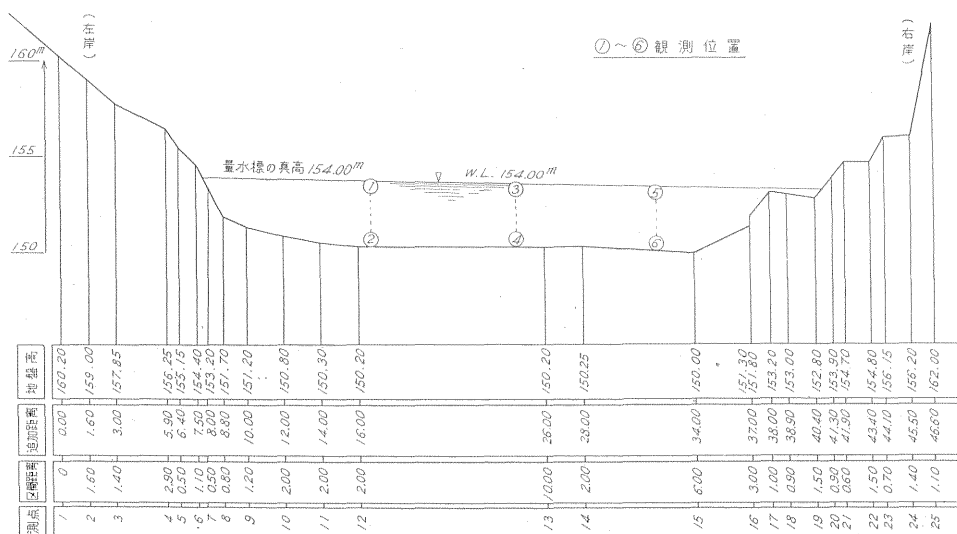 (左岸)
(右岸)
①～⑥ 観測位置
160m
155
150
量水標の真高 154.00m
W.L. 154.00m
① ③ ⑤
② ④ ⑥
地盤高 160.20 159.00 157.85 156.25 155.15 154.40 153.20 151.70 151.20 150.80 150.30 150.20 150.20 150.25 150.00 151.30 151.80 153.20 153.00 152.80 153.90 154.70 154.80 156.15 156.20 162.00
追加距離 0.00 1.60 3.00 5.90 6.40 7.50 8.00 8.80 10.00 12.00 14.00 16.00 26.00 28.00 34.00 37.00 38.00 38.90 40.40 41.30 41.90 43.40 44.10 45.50 46.60
区間距離 0 1.60 1.40 2.90 0.50 1.10 0.50 0.80 1.20 2.00 2.00 2.00 10.00 2.00 6.00 3.00 1.00 0.90 1.50 0.90 0.60 1.50 0.70 1.40 1.10
測点 1 2 3 4 5 6 7 8 9 10 11 12 13 14 15 16 17 18 19 20 21 22 23 24 25